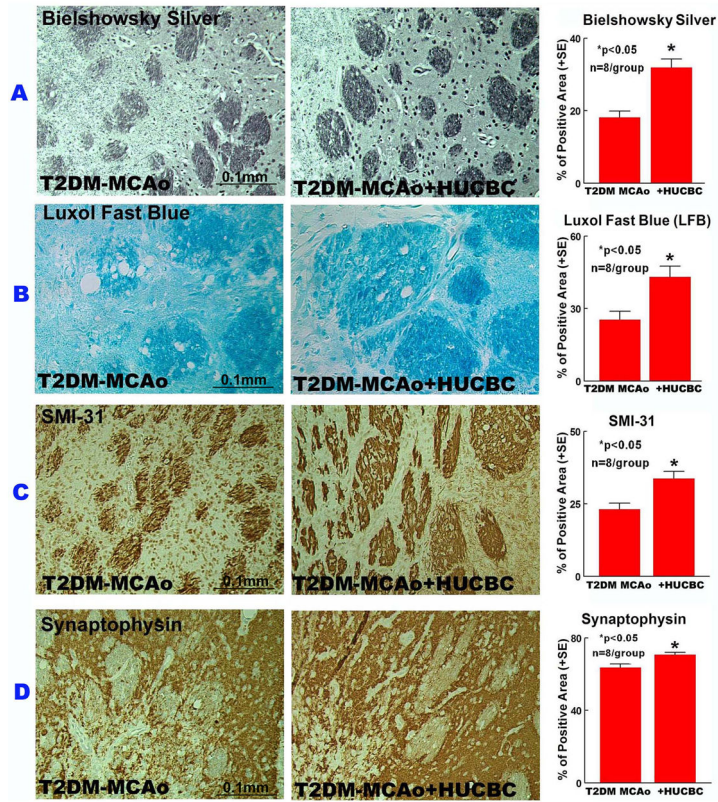 Bielshowsky Silver
A
T2DM-MCAo
0.1mm
T2DM-MCAo+HUCBC
Bielshowsky Silver
% of Positive Area (+SE)
40
20
0
*p<0.05
n=8/group
*
T2DM MCAo +HUCBC
Luxol Fast Blue
B
T2DM-MCAo
0.1mm
T2DM-MCAo+HUCBC
Luxol Fast Blue (LFB)
% of Positive Area (+SE)
60
30
0
*p<0.05
n=8/group
*
T2DM MCAo +HUCBC
SMI-31
C
T2DM-MCAo
0.1mm
T2DM-MCAo+HUCBC
SMI-31
% of Positive Area (+SE)
50
25
0
*p<0.05
n=8/group
*
T2DM MCAo +HUCBC
Synaptophysin
D
T2DM-MCAo
0.1mm
T2DM-MCAo+HUCBC
Synaptophysin
% of Positive Area (+SE)
80
40
0
*p<0.05
n=8/group
*
T2DM MCAo +HUCBC